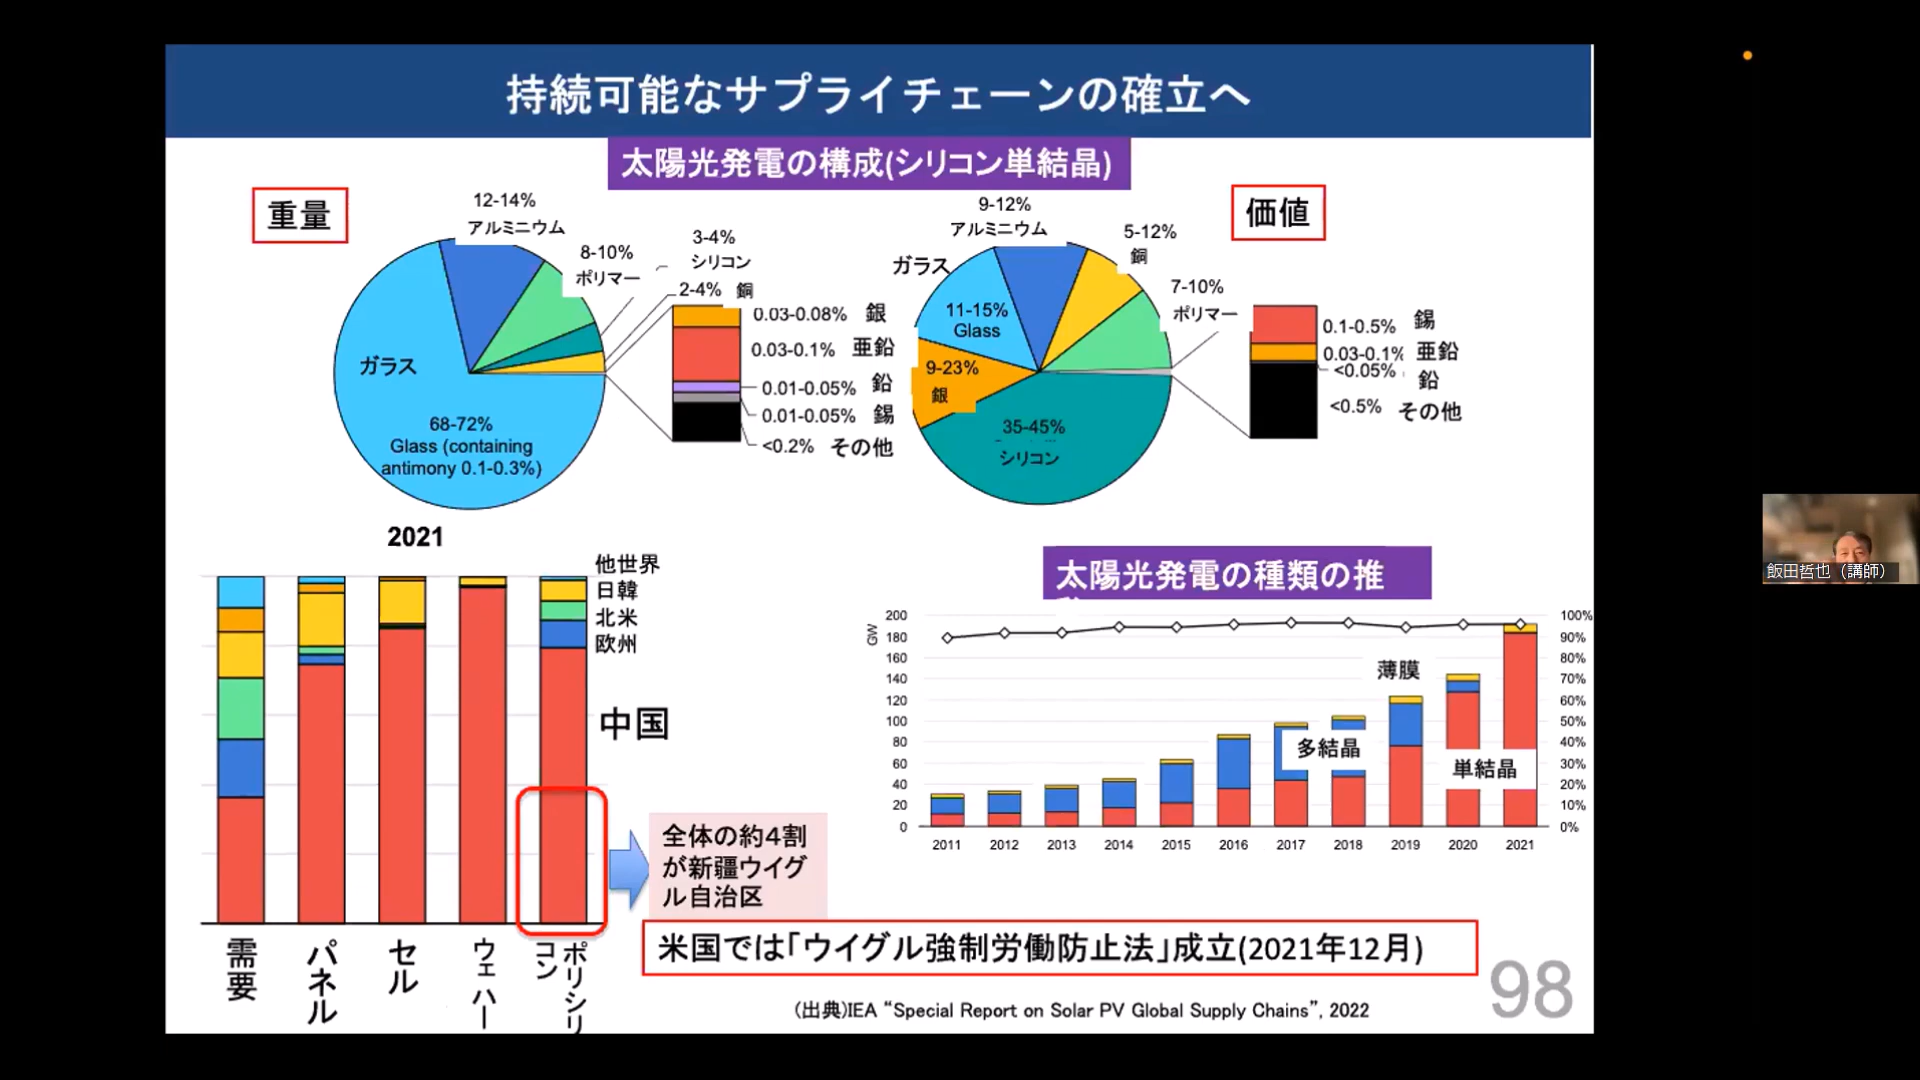 持続可能なサプライチェーンの確立へ
太陽光発電の構成(シリコン単結晶)
重量
12-14%
アルミニウム
8-10%
ポリマー
3-4%
シリコン
2-4% 銅
0.03-0.08% 銀
0.03-0.1% 亜鉛
0.01-0.05% 鉛
0.01-0.05% 錫
<0.2% その他
ガラス
68-72%
Glass (containing
antimony 0.1-0.3%)
価値
9-12%
アルミニウム
5-12%
銅
7-10%
ポリマー
ガラス
11-15%
Glass
9-23%
銀
35-45%
シリコン
0.1-0.5% 錫
0.03-0.1% 亜鉛
<0.05% 鉛
<0.5% その他
2021
他世界
日韓
北米
欧州
中国
需要
パネル
セル
ウェハー
ポリシリ
コン
全体の約4割
が新疆ウイグ
ル自治区
太陽光発電の種類の推
GW
200
180
160
140
120
100
80
60
40
20
0
100%
90%
80%
70%
60%
50%
40%
30%
20%
10%
0%
薄膜
多結晶
単結晶
2011 2012 2013 2014 2015 2016 2017 2018 2019 2020 2021
米国では「ウイグル強制労働防止法」成立(2021年12月)
(出典)IEA “Special Report on Solar PV Global Supply Chains”, 2022
98
飯田哲也（講師）